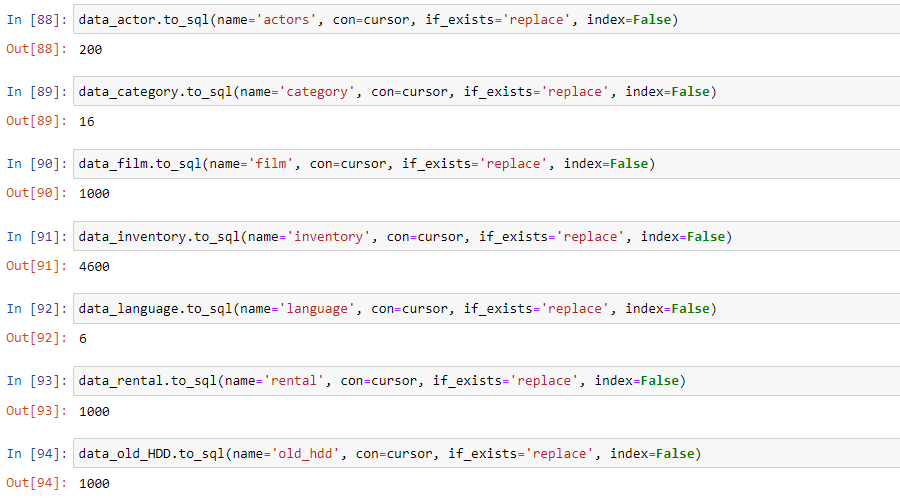 In [88]: data_actor.to_sql(name='actors', con=cursor, if_exists='replace', index=False)
Out[88]: 200
In [89]: data_category.to_sql(name='category', con=cursor, if_exists='replace', index=False)
Out[89]: 16
In [90]: data_film.to_sql(name='film', con=cursor, if_exists='replace', index=False)
Out[90]: 1000
In [91]: data_inventory.to_sql(name='inventory', con=cursor, if_exists='replace', index=False)
Out[91]: 4600
In [92]: data_language.to_sql(name='language', con=cursor, if_exists='replace', index=False)
Out[92]: 6
In [93]: data_rental.to_sql(name='rental', con=cursor, if_exists='replace', index=False)
Out[93]: 1000
In [94]: data_old_HDD.to_sql(name='old_hdd', con=cursor, if_exists='replace', index=False)
Out[94]: 1000